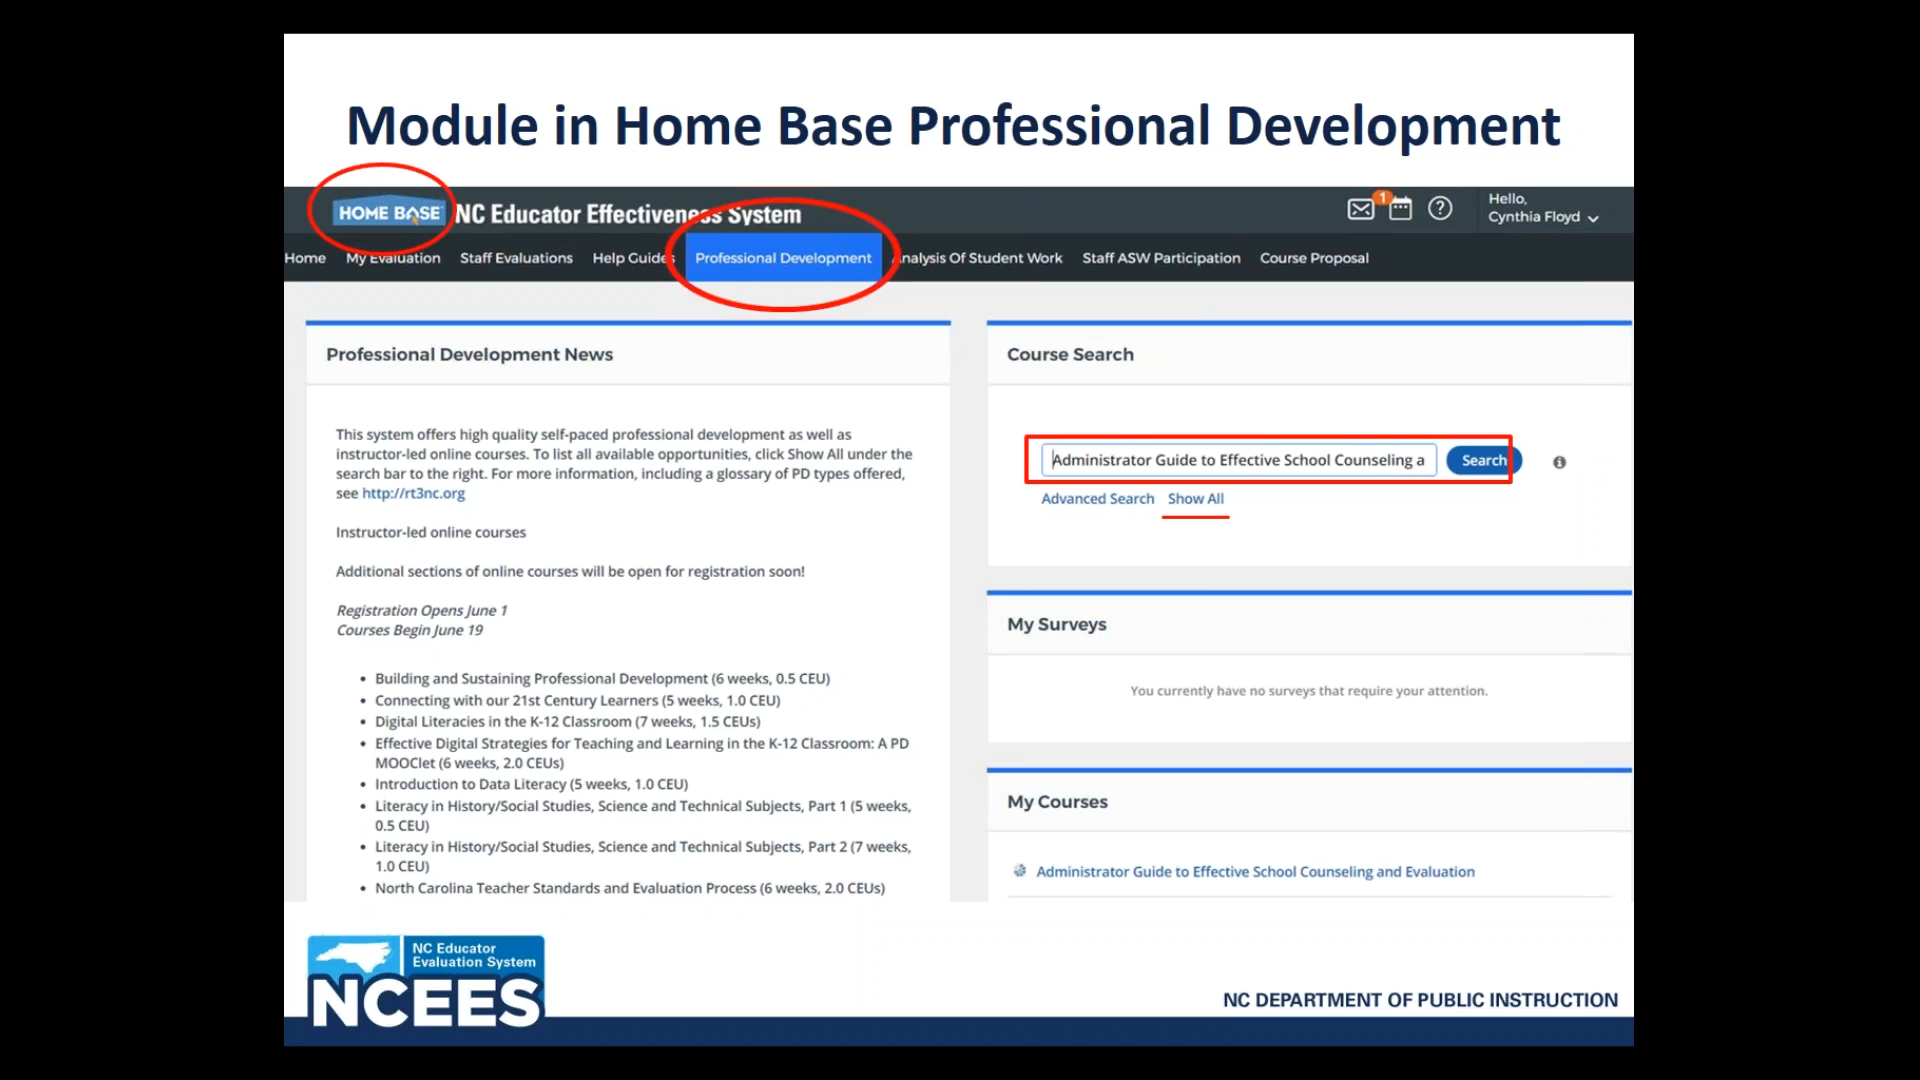 Module in Home Base Professional Development
HOME BASE NC Educator Effectiveness System
1
Hello,
Cynthia Floyd
Home My Evaluation Staff Evaluations Help Guides Professional Development Analysis Of Student Work Staff ASW Participation Course Proposal
Professional Development News
This system offers high quality self-paced professional development as well as
instructor-led online courses. To list all available opportunities, click Show All under the
search bar to the right. For more information, including a glossary of PD types offered,
see http://rt3nc.org
Instructor-led online courses
Additional sections of online courses will be open for registration soon!
Registration Opens June 1
Courses Begin June 19
• Building and Sustaining Professional Development (6 weeks, 0.5 CEU)
• Connecting with our 21st Century Learners (5 weeks, 1.0 CEU)
• Digital Literacies in the K-12 Classroom (7 weeks, 1.5 CEUs)
• Effective Digital Strategies for Teaching and Learning in the K-12 Classroom: A PD
MOOClet (6 weeks, 2.0 CEUs)
• Introduction to Data Literacy (5 weeks, 1.0 CEU)
• Literacy in History/Social Studies, Science and Technical Subjects, Part 1 (5 weeks,
0.5 CEU)
• Literacy in History/Social Studies, Science and Technical Subjects, Part 2 (7 weeks,
1.0 CEU)
• North Carolina Teacher Standards and Evaluation Process (6 weeks, 2.0 CEUs)
Course Search
Administrator Guide to Effective School Counseling a Search
Advanced Search Show All
My Surveys
You currently have no surveys that require your attention.
My Courses
Administrator Guide to Effective School Counseling and Evaluation
NC Educator
Evaluation System
NCEES
NC DEPARTMENT OF PUBLIC INSTRUCTION